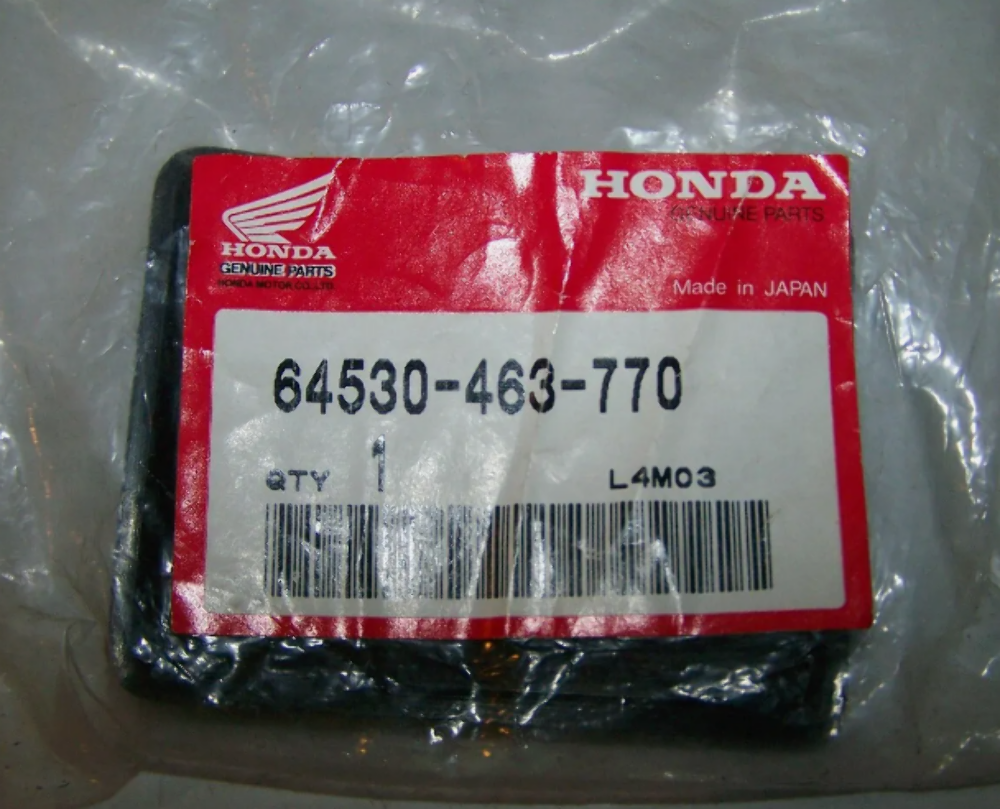 HONDA
GENUINE PARTS
HONDA MOTOR CO., LTD.
HONDA
GENUINE PARTS
Made in JAPAN
64530-463-770
QTY 1
L4M03